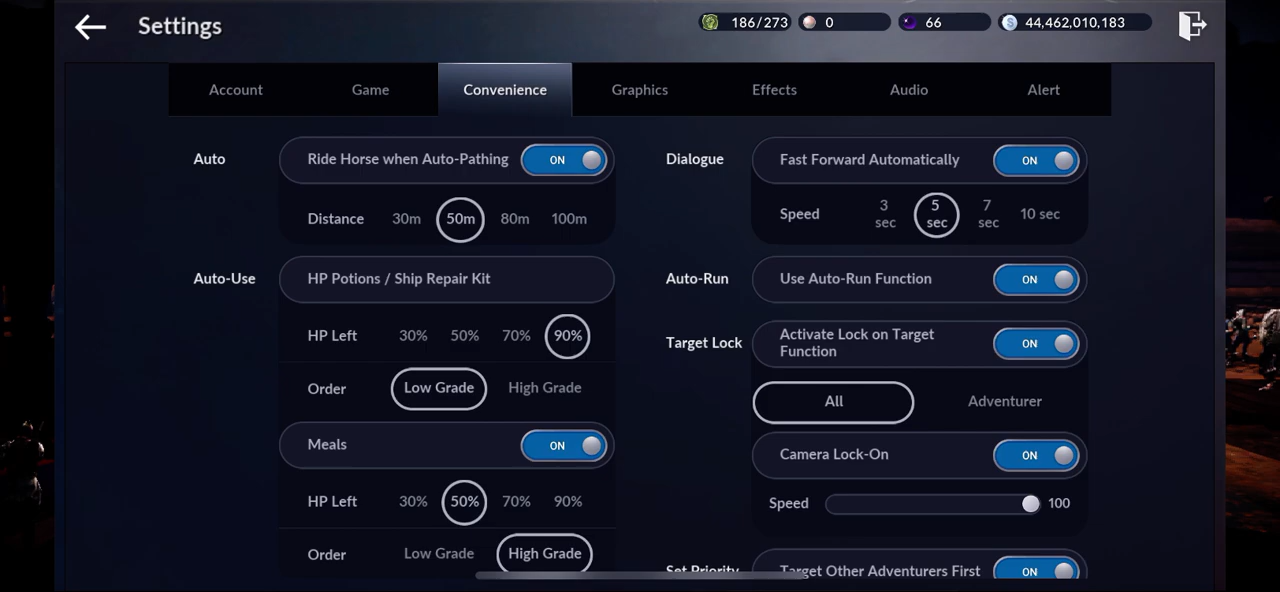 Settings
186/273
0
66
44,462,010,183
Account
Game
Convenience
Graphics
Effects
Audio
Alert
Auto
Ride Horse when Auto-Pathing
ON
Distance
30m
50m
80m
100m
Auto-Use
HP Potions / Ship Repair Kit
HP Left
30%
50%
70%
90%
Order
Low Grade
High Grade
Meals
ON
HP Left
30%
50%
70%
90%
Order
Low Grade
High Grade
Dialogue
Fast Forward Automatically
ON
Speed
3
sec
5
sec
7
sec
10 sec
Auto-Run
Use Auto-Run Function
ON
Target Lock
Activate Lock on Target
Function
ON
All
Adventurer
Camera Lock-On
ON
Speed
100
Set Priority
Target Other Adventurers First
ON